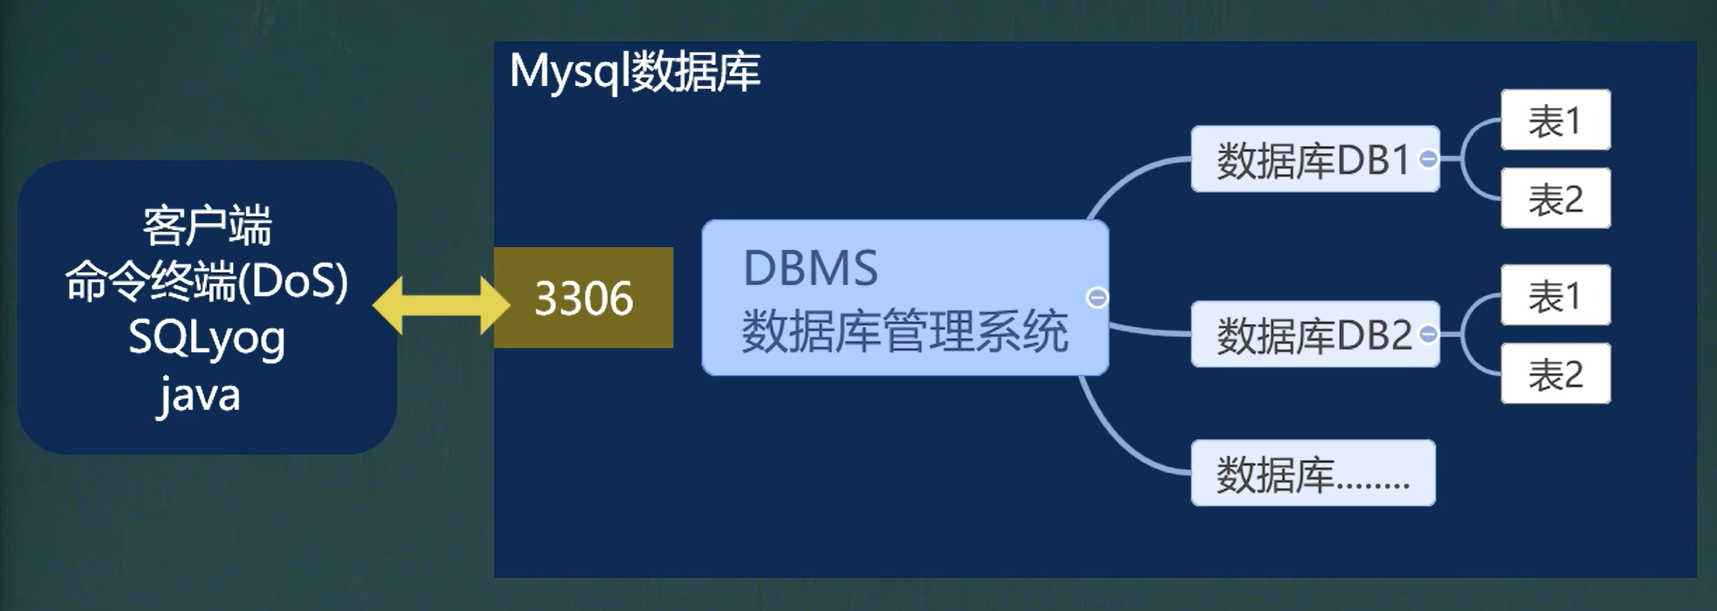 Mysql数据库
客户端
命令终端(DoS)
SQLyog
java
3306
DBMS
数据库管理系统
数据库DB1
表1
表2
数据库DB2
表1
表2
数据库........